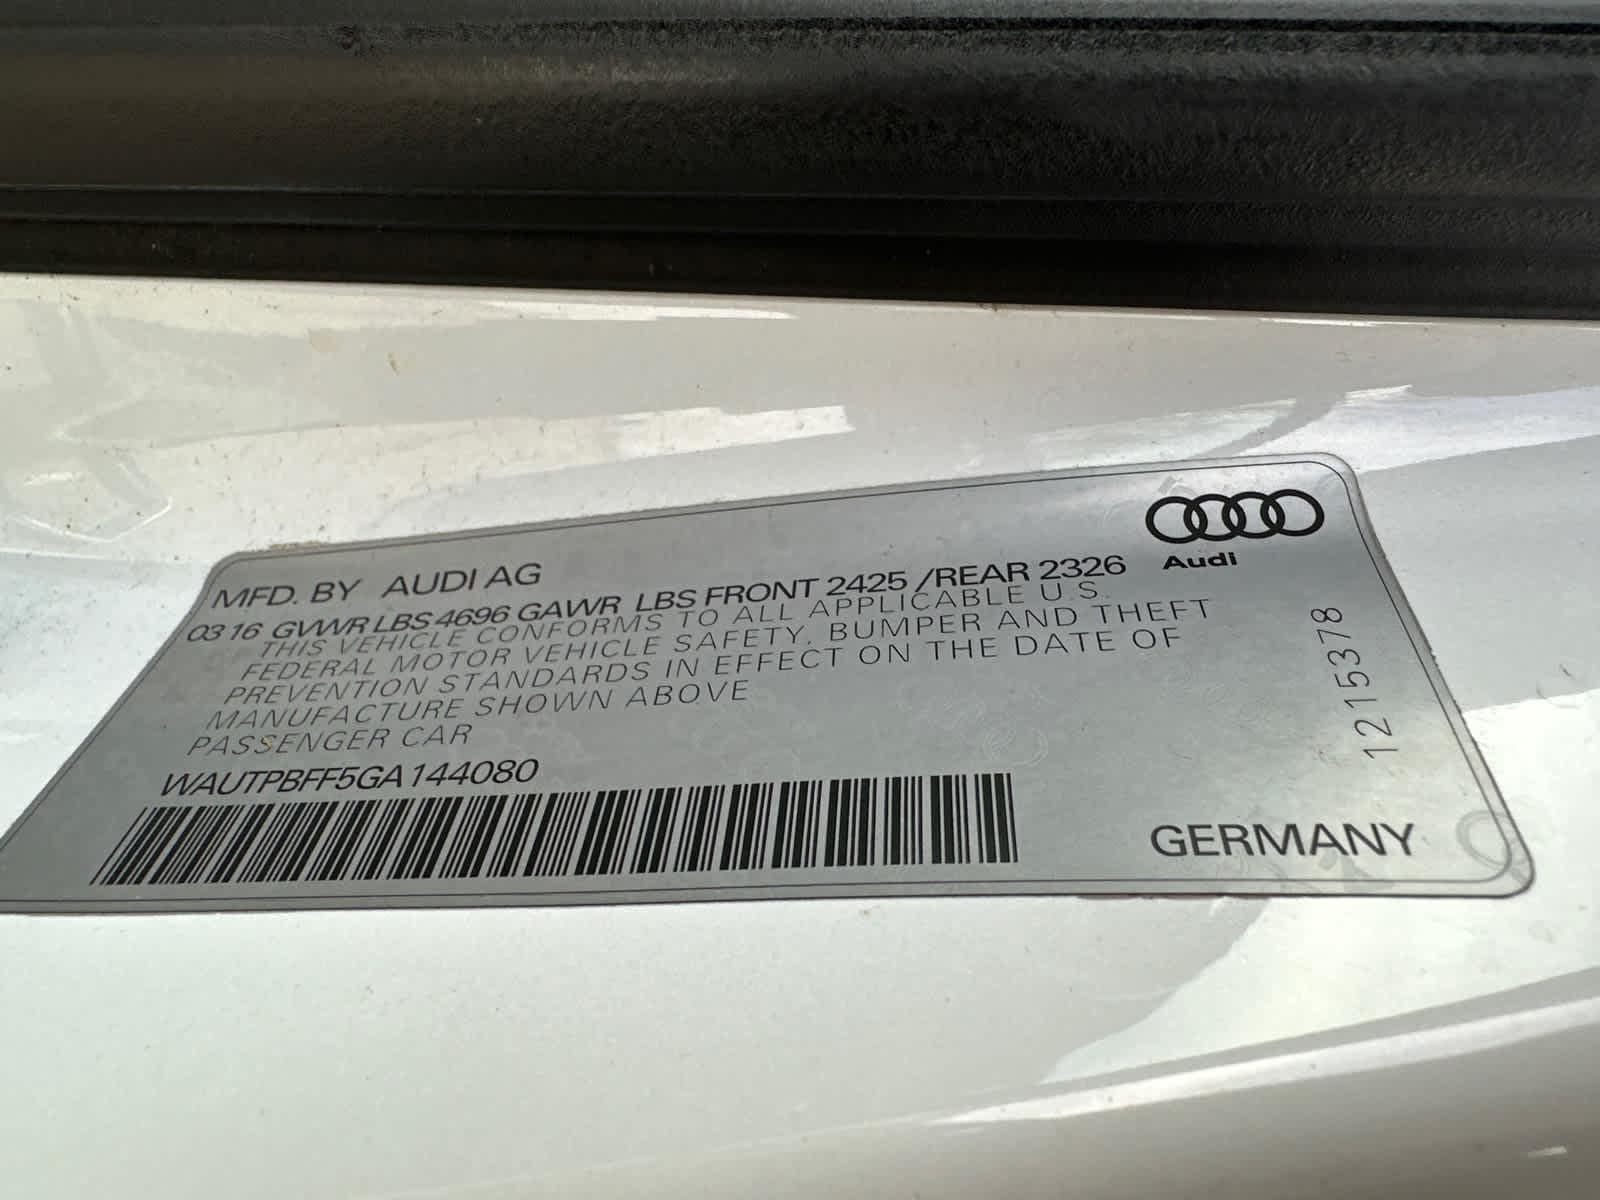 Audi
MFD. BY AUDI AG
03 16 GVWR LBS 4696 GAWR LBS FRONT 2425 /REAR 2326
THIS VEHICLE CONFORMS TO ALL APPLICABLE U.S.
FEDERAL MOTOR VEHICLE SAFETY, BUMPER AND THEFT
PREVENTION STANDARDS IN EFFECT ON THE DATE OF
MANUFACTURE SHOWN ABOVE
PASSENGER CAR
WAUTPBFF5GA144080
1215378
GERMANY